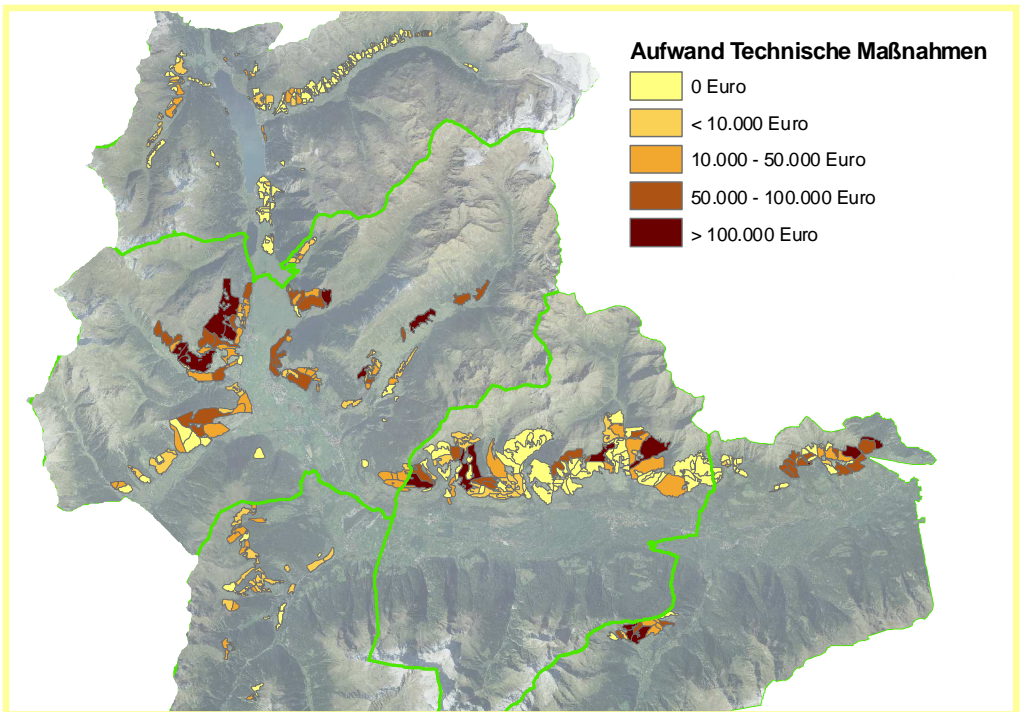 Aufwand Technische Maßnahmen
0 Euro
< 10.000 Euro
10.000 - 50.000 Euro
50.000 - 100.000 Euro
> 100.000 Euro